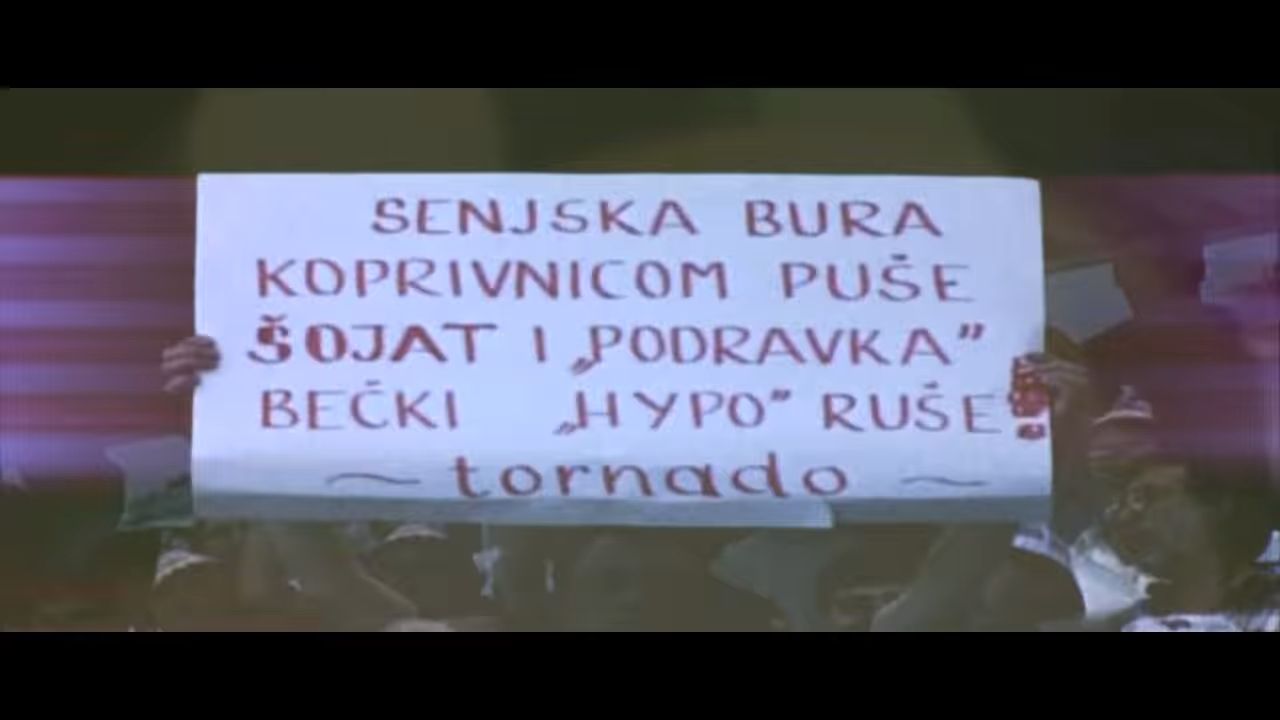 SENJSKA BURA
KOPRIVNICOM PUŠE
ŠOJAT I „PODRAVKA”
BEČKI „HYPO” RUŠE!
~ tornado ~